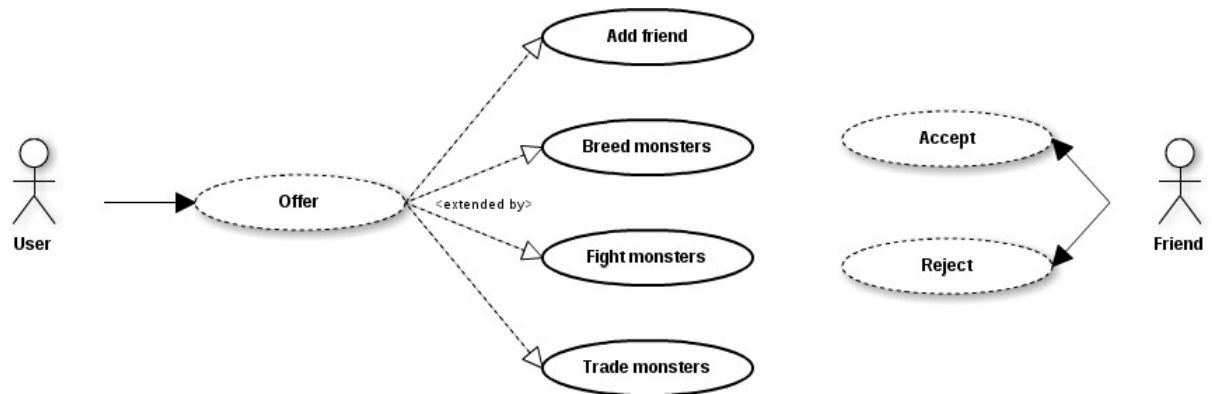 Add friend
Breed monsters
Accept
Offer
<extended by>
User
Friend
Fight monsters
Reject
Trade monsters